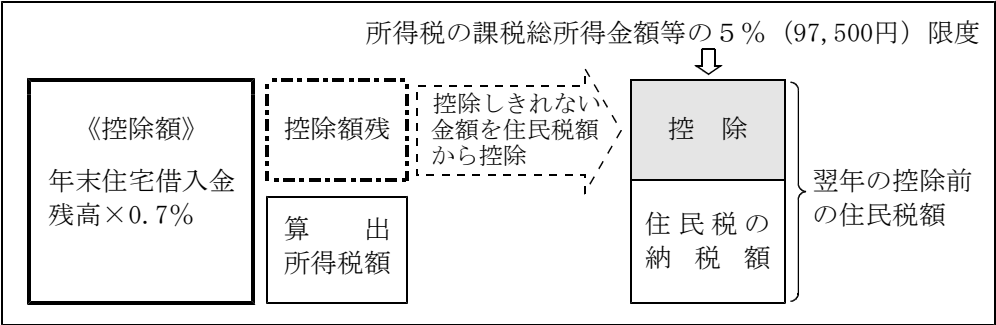 所得税の課税総所得金額等の５％（97,500円）限度
《控除額》
年末住宅借入金
残高×0.7％
控除額残
算　出
所得税額
控除しきれない
金額を住民税額
から控除
控　除
住民税の
納　税　額
翌年の控除前
の住民税額